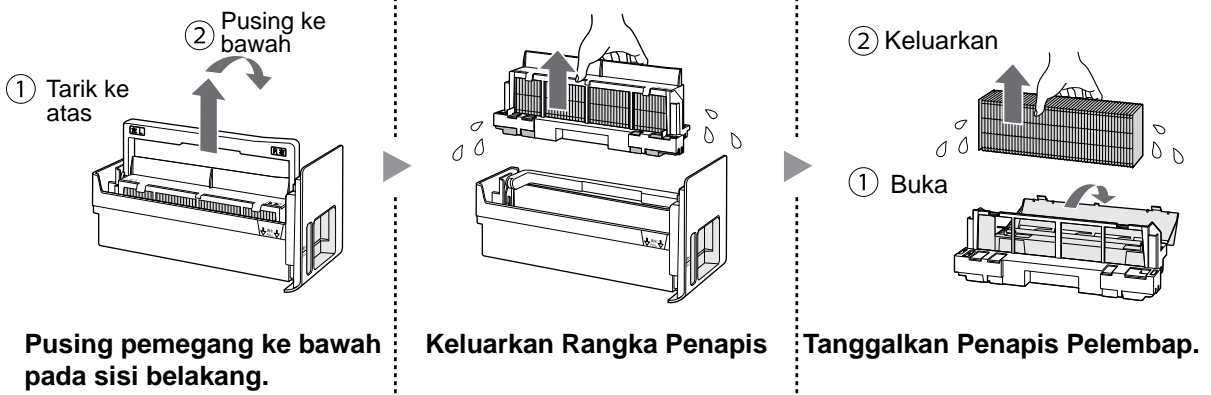 ② Pusing ke
bawah
① Tarik ke
atas
Pusing pemegang ke bawah
pada sisi belakang.
Keluarkan Rangka Penapis
② Keluarkan
① Buka
Tanggalkan Penapis Pelembap.